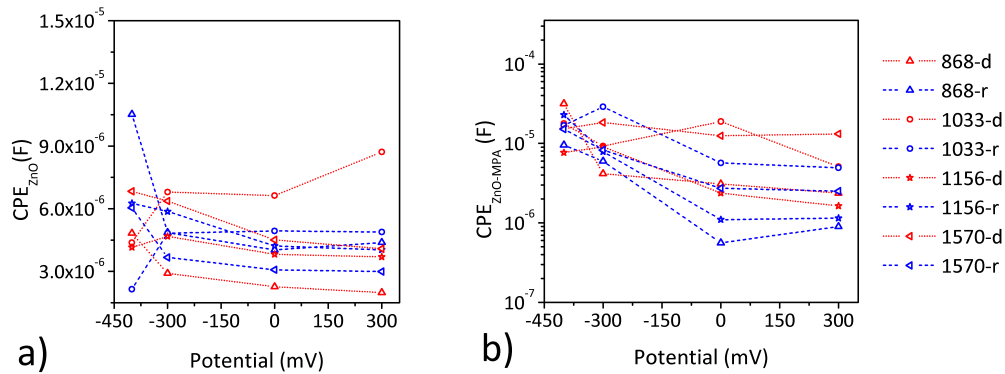 1.5x10⁻⁵
1.2x10⁻⁵
9.0x10⁻⁶
6.0x10⁻⁶
3.0x10⁻⁶
CPE_ZnO (F)
-450 -300 -150 0 150 300
Potential (mV)
a)
10⁻⁴
10⁻⁵
10⁻⁶
10⁻⁷
CPE_ZnO-MPA (F)
-450 -300 -150 0 150 300
Potential (mV)
b)
868-d
868-r
1033-d
1033-r
1156-d
1156-r
1570-d
1570-r